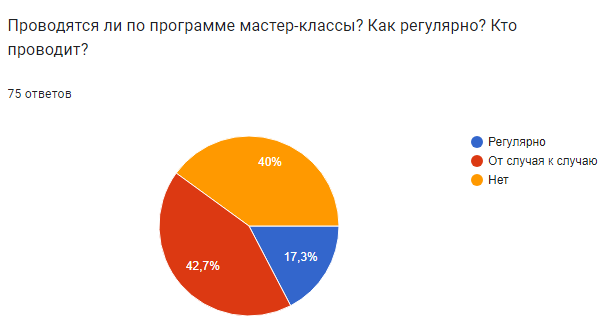 Проводятся ли по программе мастер-классы? Как регулярно? Кто
проводит?
75 ответов
Регулярно
От случая к случаю
Нет
40%
17,3%
42,7%